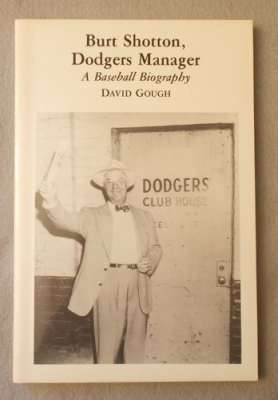 Burt Shotton,
Dodgers Manager
A Baseball Biography
DAVID GOUGH
DODGERS
CLUB HOUSE